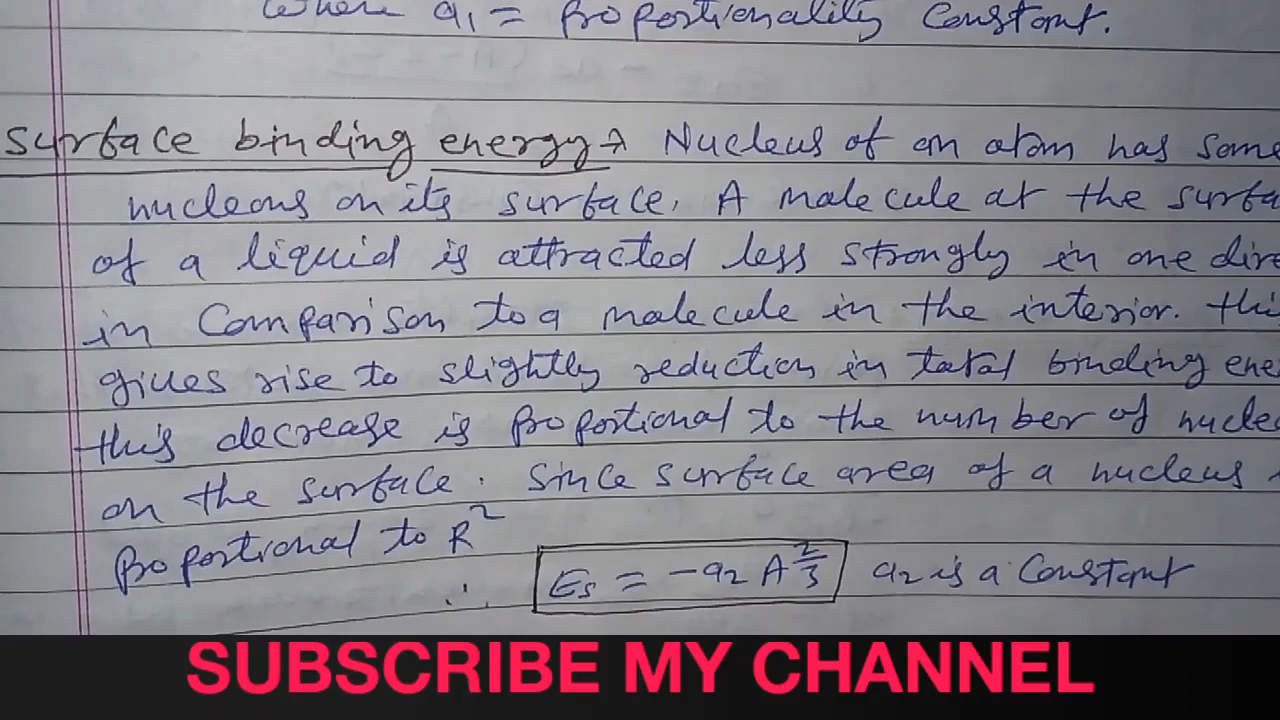 Where a1 = Proportionality Constant.
Surface binding energy → Nucleus of an atom has some
nucleons on its surface. A molecule at the surfa
of a liquid is attracted less strongly in one dire
in Comparison to a molecule in the interior. thi
gives rise to slightly reduction in total binding ene
this decrease is proportional to the number of nucle
on the surface. Since surface area of a nucleus
Proportional to R²
∴ Es = -a2 A^2/3 a2 is a Constant
SUBSCRIBE MY CHANNEL